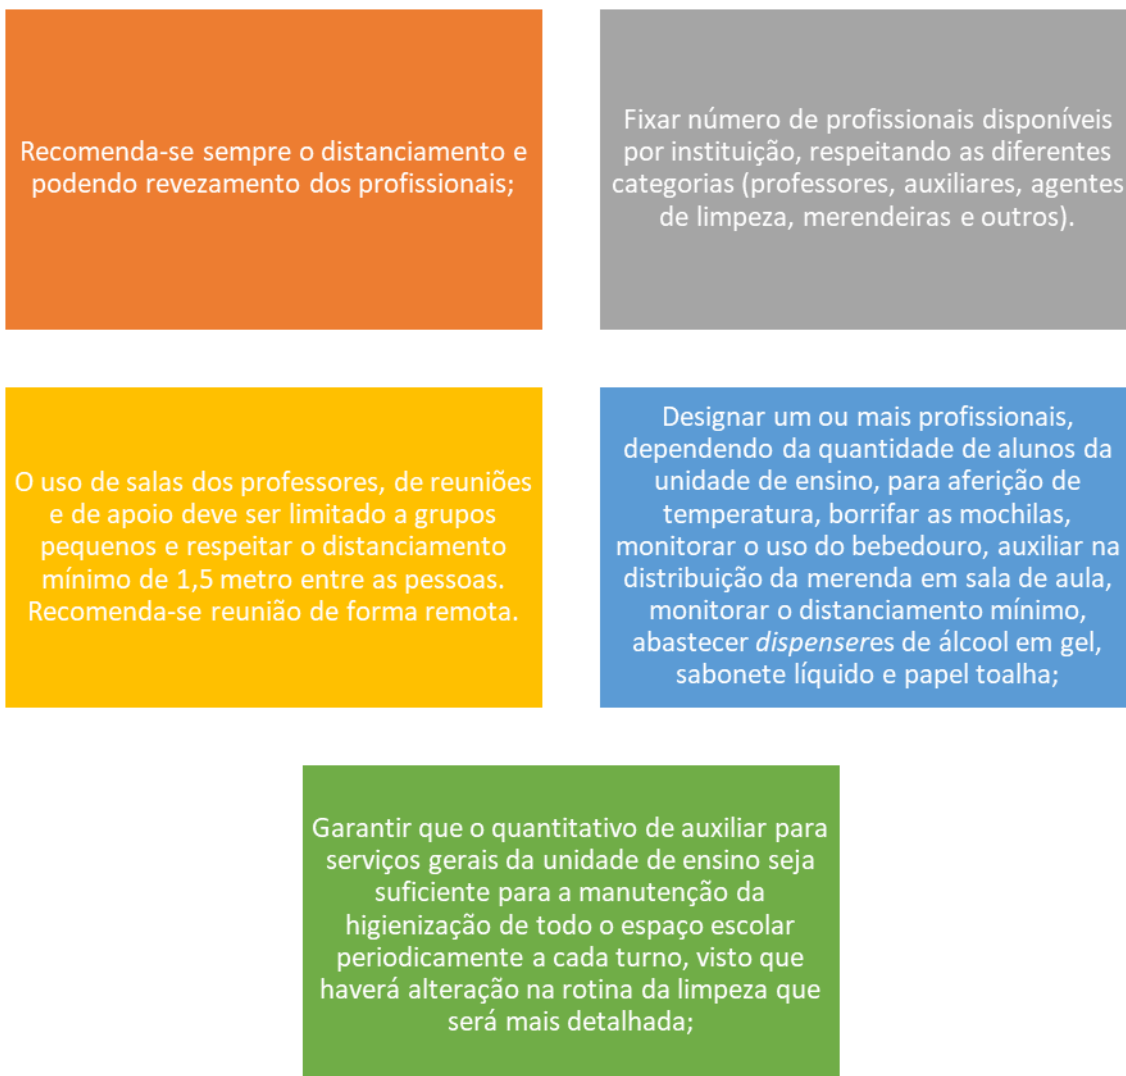 Recomenda-se sempre o distanciamento e
podendo revezamento dos profissionais;
Fixar número de profissionais disponíveis
por instituição, respeitando as diferentes
categorias (professores, auxiliares, agentes
de limpeza, merendeiras e outros).
O uso de salas dos professores, de reuniões
e de apoio deve ser limitado a grupos
pequenos e respeitar o distanciamento
mínimo de 1,5 metro entre as pessoas.
Recomenda-se reunião de forma remota.
Designar um ou mais profissionais,
dependendo da quantidade de alunos da
unidade de ensino, para aferição de
temperatura, borrifar as mochilas,
monitorar o uso do bebedouro, auxiliar na
distribuição da merenda em sala de aula,
monitorar o distanciamento mínimo,
abastecer dispenseres de álcool em gel,
sabonete líquido e papel toalha;
Garantir que o quantitativo de auxiliar para
serviços gerais da unidade de ensino seja
suficiente para a manutenção da
higienização de todo o espaço escolar
periodicamente a cada turno, visto que
haverá alteração na rotina da limpeza que
será mais detalhada;